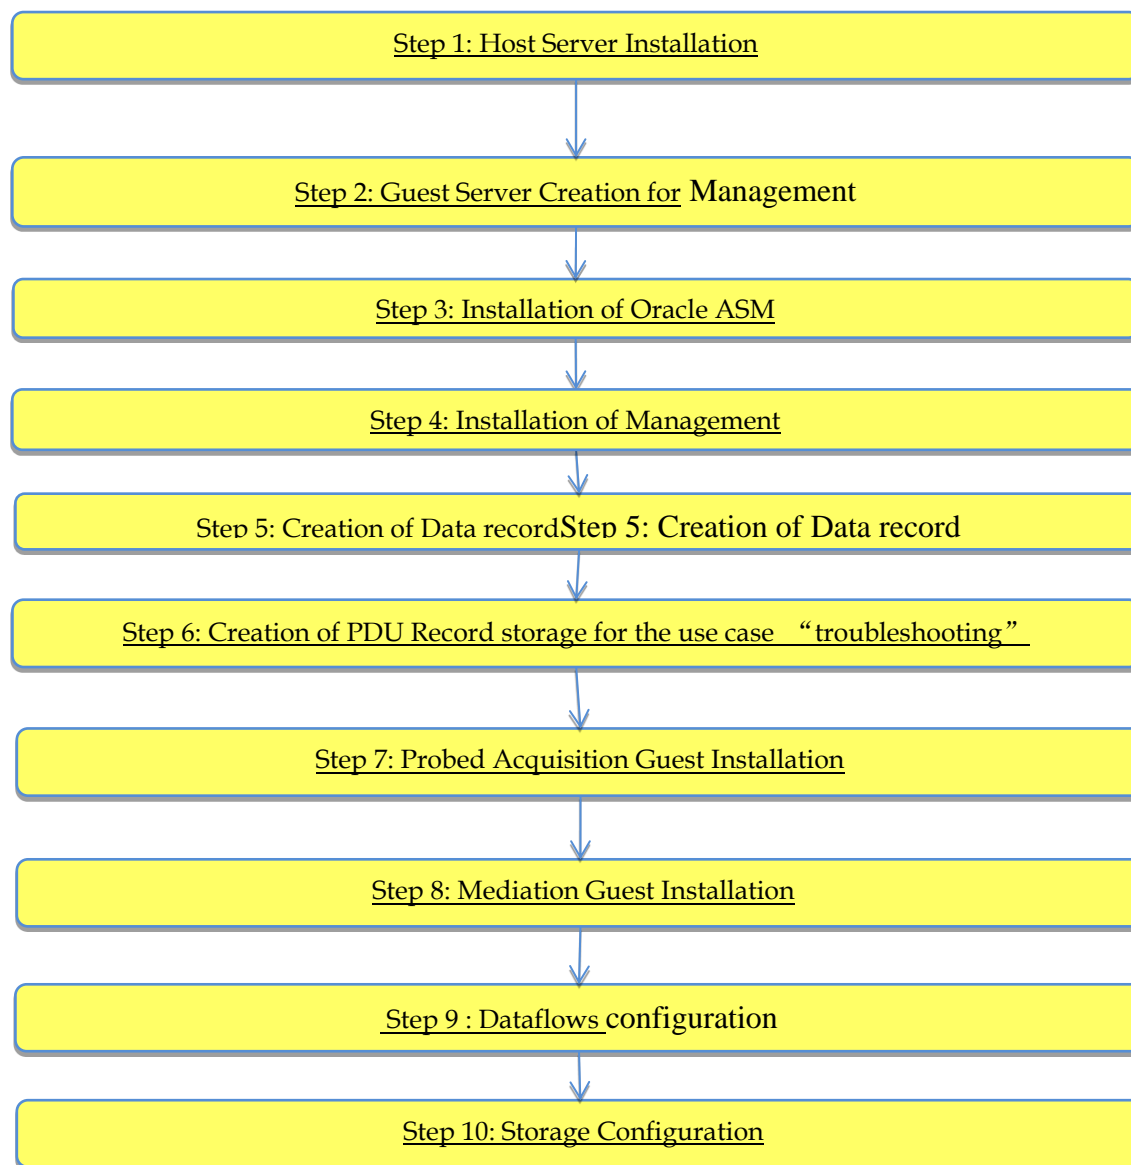 Step 1: Host Server Installation
Step 2: Guest Server Creation for Management
Step 3: Installation of Oracle ASM
Step 4: Installation of Management
Step 5: Creation of Data recordStep 5: Creation of Data record
Step 6: Creation of PDU Record storage for the use case “troubleshooting”
Step 7: Probed Acquisition Guest Installation
Step 8: Mediation Guest Installation
Step 9 : Dataflows configuration
Step 10: Storage Configuration